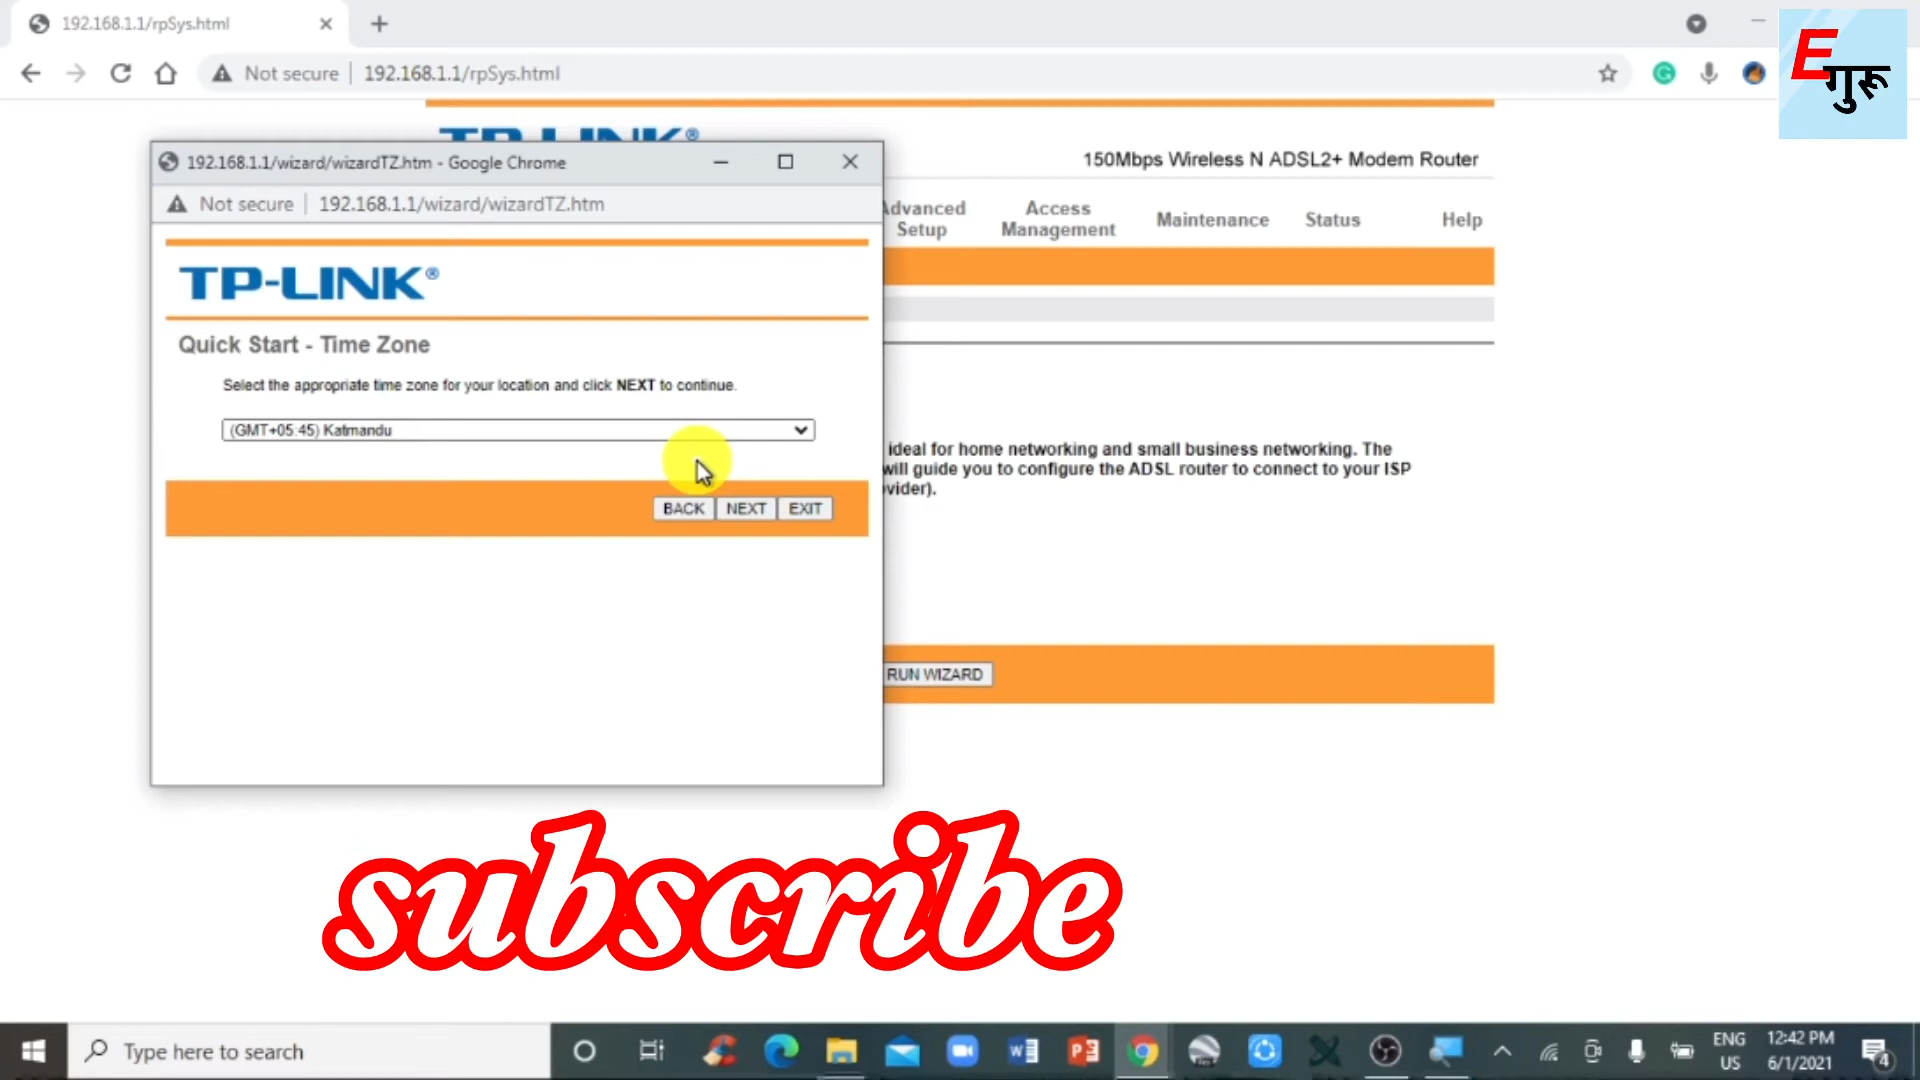 192.168.1.1/rpSys.html
Not secure | 192.168.1.1/rpSys.html
E
गुरू
TP-LINK®
150Mbps Wireless N ADSL2+ Modem Router
192.168.1.1/wizard/wizardTZ.htm - Google Chrome
Not secure | 192.168.1.1/wizard/wizardTZ.htm
TP-LINK®
Quick Start - Time Zone
Select the appropriate time zone for your location and click NEXT to continue.
(GMT+05:45) Katmandu
BACK NEXT EXIT
Advanced Setup
Access Management
Maintenance
Status
Help
ideal for home networking and small business networking. The
will guide you to configure the ADSL router to connect to your ISP
RUN WIZARD
subscribe
Type here to search
ENG
US
12:42 PM
6/1/2021
4